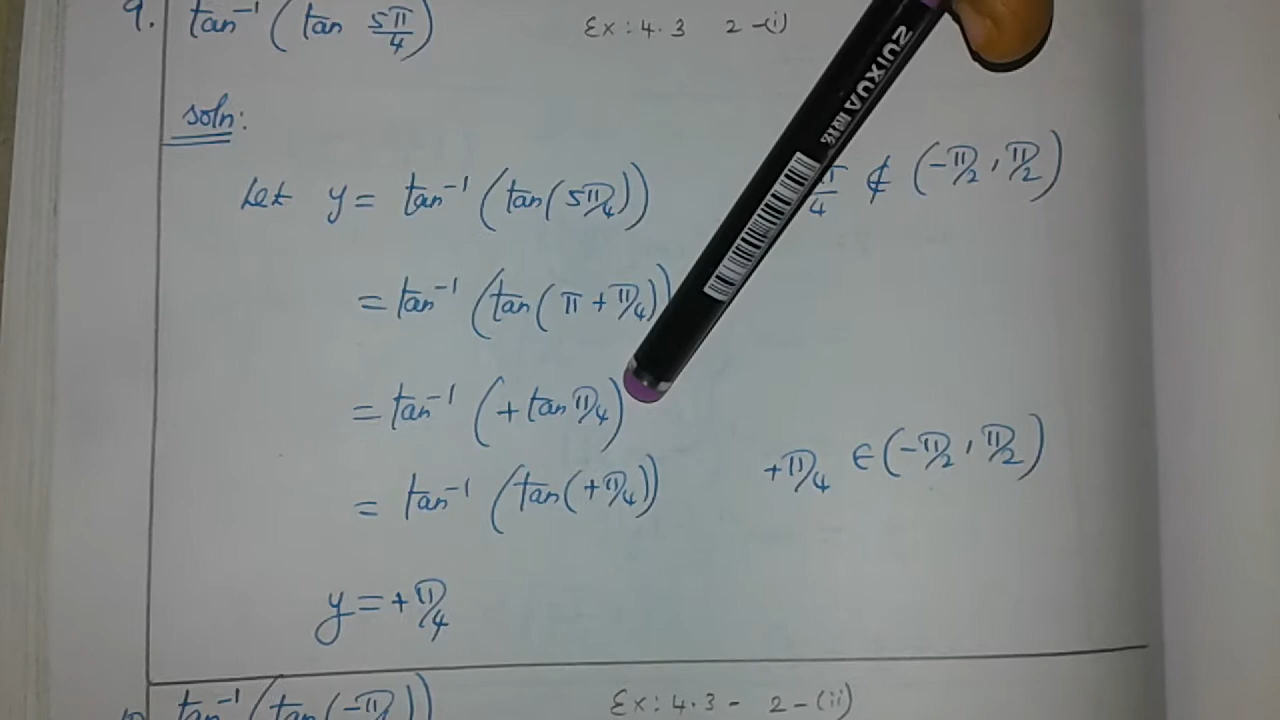 9. tan⁻¹ (tan 5π/4) Ex: 4.3 2-(i)
soln:
Let y = tan⁻¹ (tan(5π/4)) π/4 ∉ (-π/2, π/2)
= tan⁻¹ (tan(π + π/4))
= tan⁻¹ (+tan π/4)
= tan⁻¹ (tan(+π/4)) +π/4 ∈ (-π/2, π/2)
y = +π/4
tan⁻¹ (tan(-π/ )) Ex: 4.3 - 2-(ii)
ZUIXUA